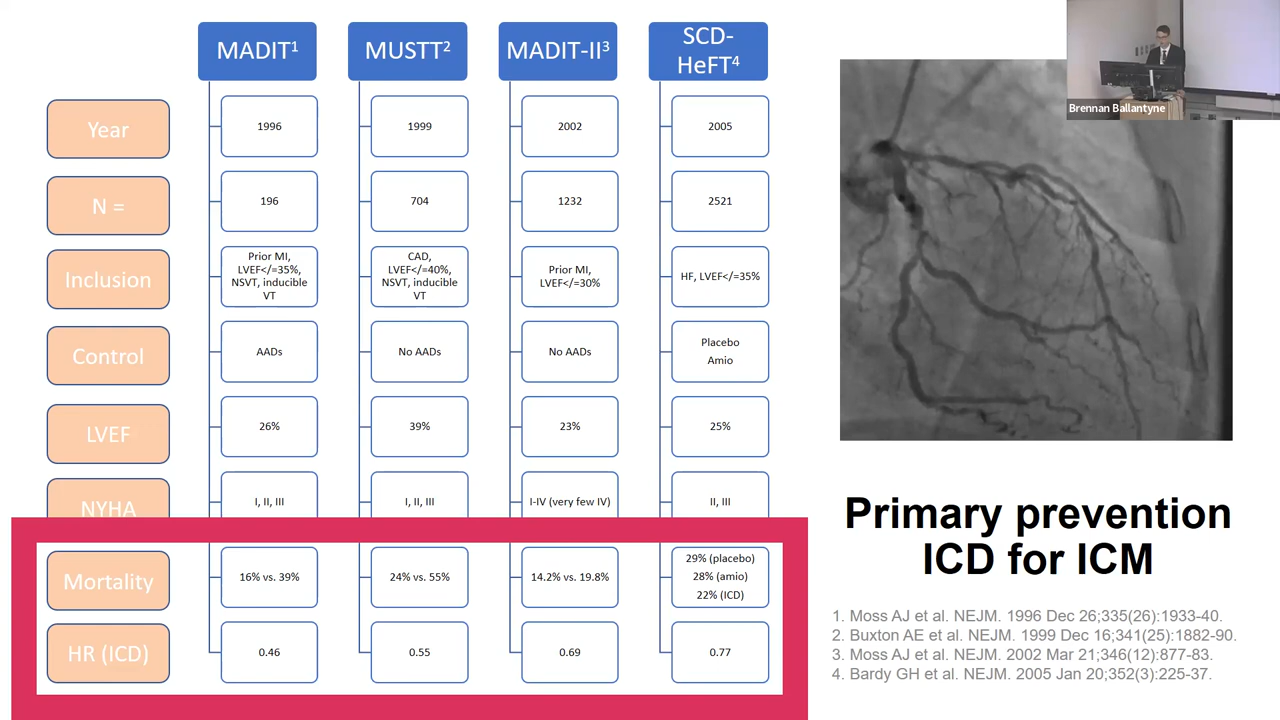 MADIT1
MUSTT2
MADIT-II3
SCD-
HeFT4
Year
1996
1999
2002
2005
N =
196
704
1232
2521
Inclusion
Prior MI,
LVEF</=35%,
NSVT, inducible
VT
CAD,
LVEF</=40%,
NSVT, inducible
VT
Prior MI,
LVEF</=30%
HF, LVEF</=35%
Control
AADs
No AADs
No AADs
Placebo
Amio
LVEF
26%
39%
23%
25%
NYHA
I, II, III
I, II, III
I-IV (very few IV)
II, III
Mortality
16% vs. 39%
24% vs. 55%
14.2% vs. 19.8%
29% (placebo)
28% (amio)
22% (ICD)
HR (ICD)
0.46
0.55
0.69
0.77
Brennan Ballantyne
Primary prevention
ICD for ICM
1. Moss AJ et al. NEJM. 1996 Dec 26;335(26):1933-40.
2. Buxton AE et al. NEJM. 1999 Dec 16;341(25):1882-90.
3. Moss AJ et al. NEJM. 2002 Mar 21;346(12):877-83.
4. Bardy GH et al. NEJM. 2005 Jan 20;352(3):225-37.